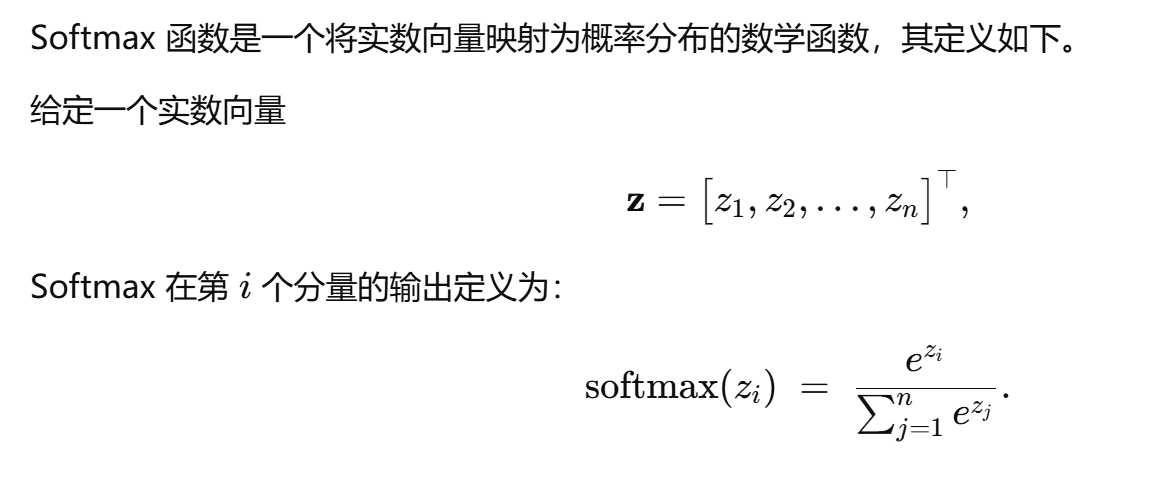 Softmax 函数是一个将实数向量映射为概率分布的数学函数，其定义如下。
给定一个实数向量
$$\mathbf{z} = \left[z_1, z_2, \ldots, z_n\right]^\top,$$
Softmax 在第 $i$ 个分量的输出定义为：
$$\mathrm{softmax}(z_i) \;=\; \frac{e^{z_i}}{\sum_{j=1}^{n} e^{z_j}}.$$